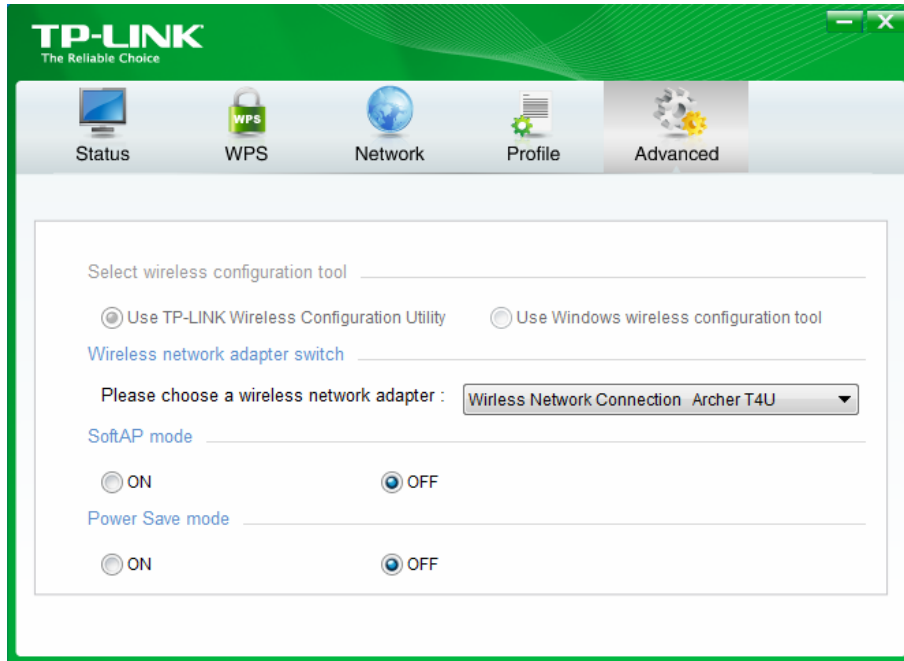 TP-LINK
The Reliable Choice
WPS
Status WPS Network Profile Advanced
Select wireless configuration tool
Use TP-LINK Wireless Configuration Utility Use Windows wireless configuration tool
Wireless network adapter switch
Please choose a wireless network adapter : Wirless Network Connection Archer T4U
SoftAP mode
ON OFF
Power Save mode
ON OFF